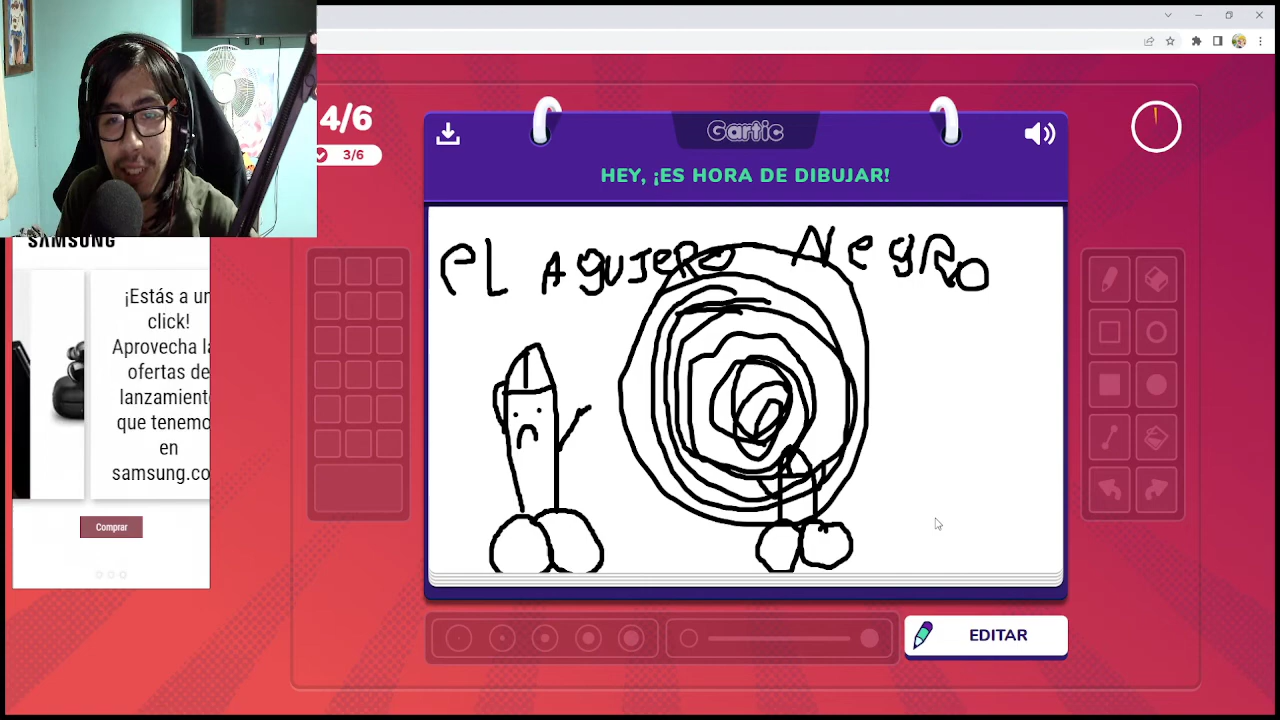 4/6
3/6
Gartic
HEY, ¡ES HORA DE DIBUJAR!
EL AGUJERO NEGRO
SAMSUNG
¡Estás a un
click!
Aprovecha la
ofertas de
lanzamiento
que tenemo
en
samsung.co
Comprar
EDITAR